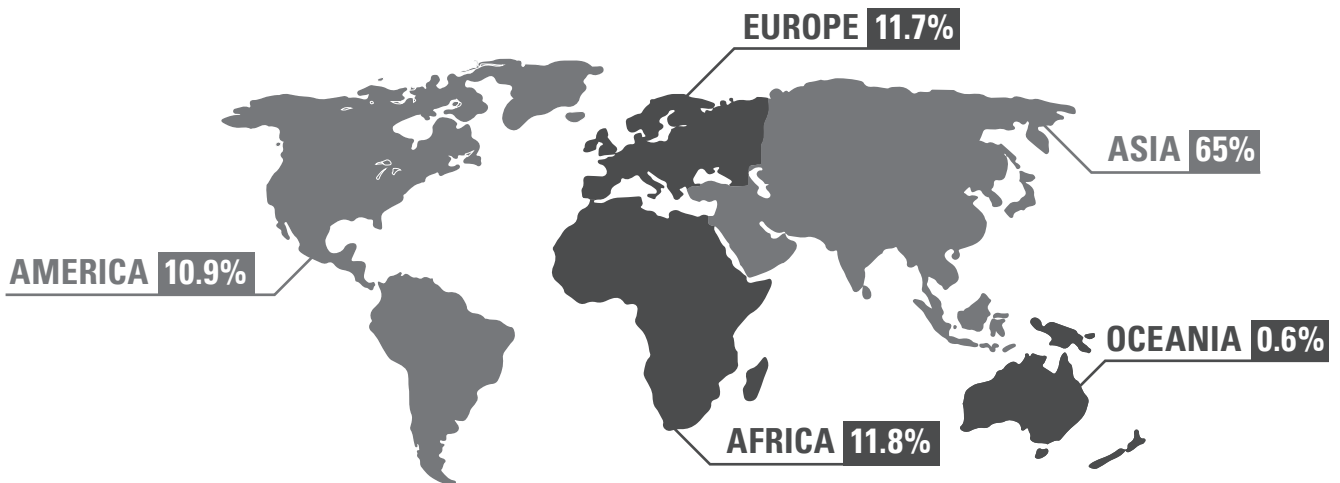 EUROPE 11.7%
ASIA 65%
AMERICA 10.9%
OCEANIA 0.6%
AFRICA 11.8%